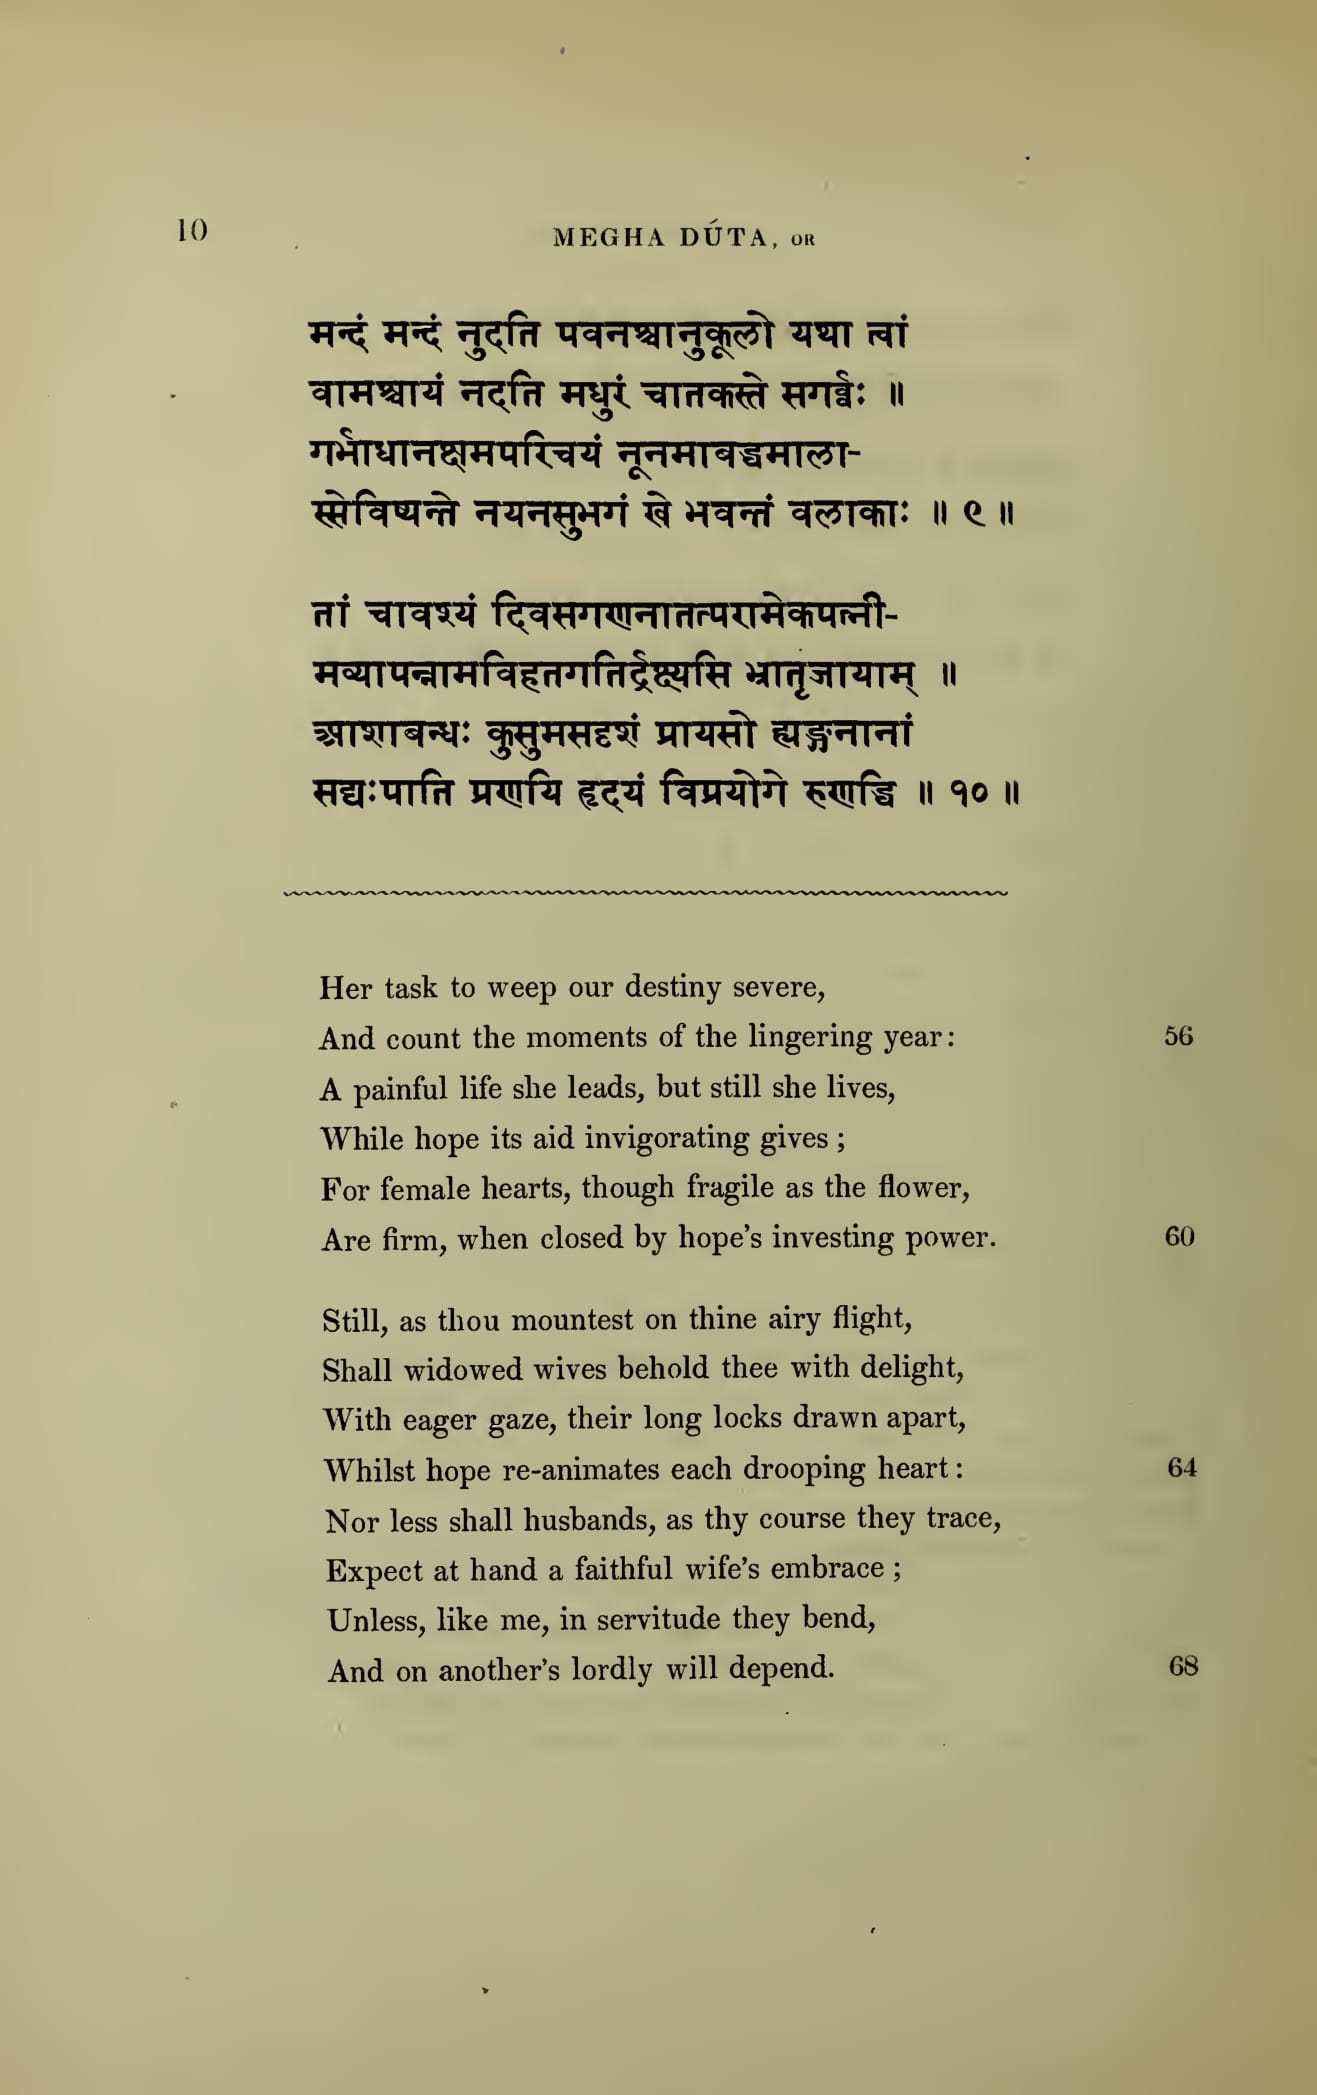 10
MEGHA DÚTA, OR
मन्दं मन्दं नुदति पवनश्चानुकूलो यथा त्वां
वामश्चायं नदति मधुरं चातकस्ते सगर्व्वः ॥
गर्भाधानक्षमपरिचयं नूनमाबद्धमाला-
स्सेविष्यन्ते नयनसुभगं खे भवन्तं वलाकाः ॥ ९ ॥
तां चावश्यं दिवसगणनातत्परामेकपत्नी-
मव्यापन्नामविहतगतिर्द्रक्ष्यसि भ्रातृजायाम् ॥
आशाबन्धः कुसुमसदृशं प्रायसो ह्यङ्गनानां
सद्यःपाति प्रणयि हृदयं विप्रयोगे रुणद्धि ॥ १० ॥
Her task to weep our destiny severe,
And count the moments of the lingering year: 56
A painful life she leads, but still she lives,
While hope its aid invigorating gives ;
For female hearts, though fragile as the flower,
Are firm, when closed by hope's investing power. 60
Still, as thou mountest on thine airy flight,
Shall widowed wives behold thee with delight,
With eager gaze, their long locks drawn apart,
Whilst hope re-animates each drooping heart : 64
Nor less shall husbands, as thy course they trace,
Expect at hand a faithful wife's embrace ;
Unless, like me, in servitude they bend,
And on another's lordly will depend. 68